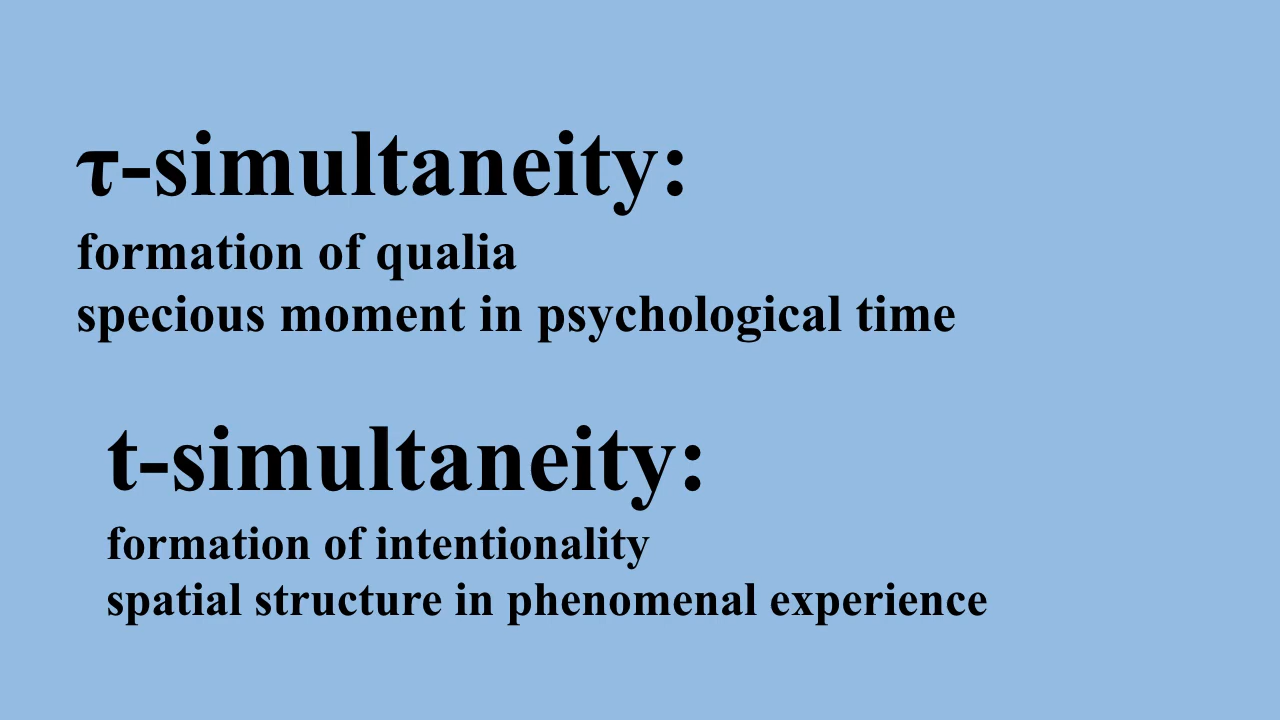 τ-simultaneity:
formation of qualia
specious moment in psychological time
t-simultaneity:
formation of intentionality
spatial structure in phenomenal experience